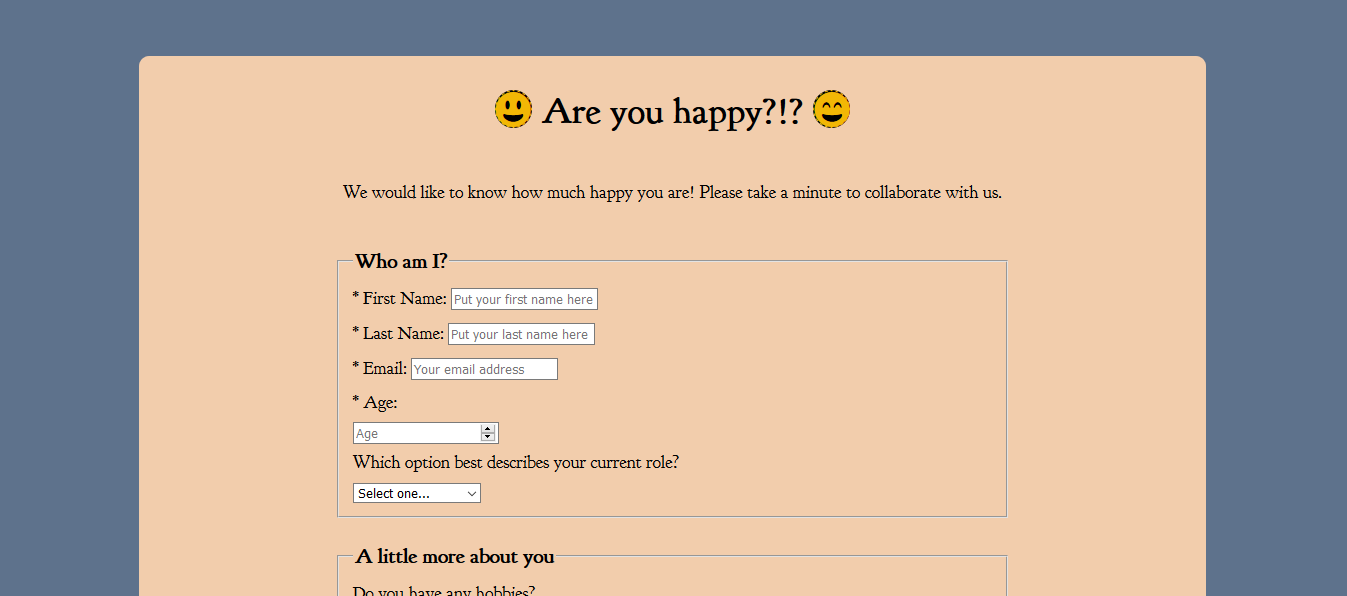 Are you happy?!?
We would like to know how much happy you are! Please take a minute to collaborate with us.
Who am I?
* First Name: Put your first name here
* Last Name: Put your last name here
* Email: Your email address
* Age:
Age
Which option best describes your current role?
Select one...
A little more about you
Do you have any hobbies?